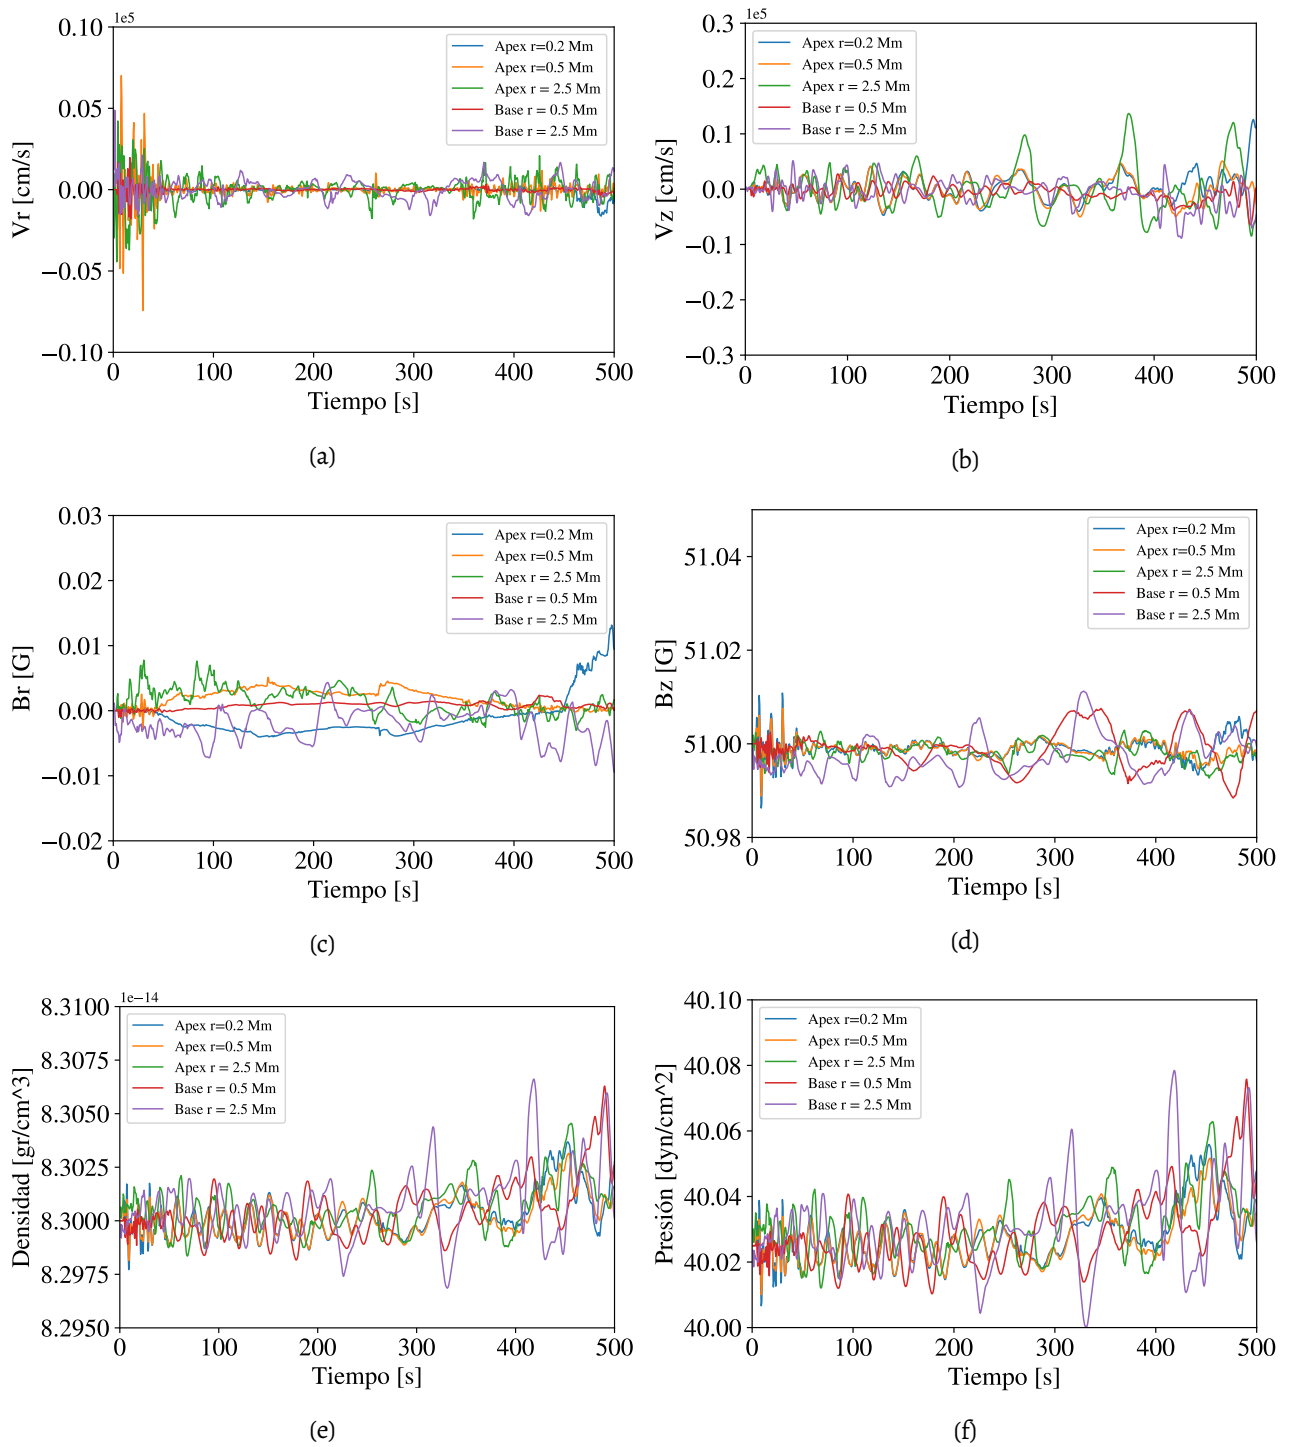 1e5
0.10
0.05
0.00
−0.05
−0.10
Vr [cm/s]
Apex r=0.2 Mm
Apex r=0.5 Mm
Apex r = 2.5 Mm
Base r = 0.5 Mm
Base r = 2.5 Mm
0 100 200 300 400 500
Tiempo [s]
(a)
1e5
0.3
0.2
0.1
0.0
−0.1
−0.2
−0.3
Vz [cm/s]
Apex r=0.2 Mm
Apex r=0.5 Mm
Apex r = 2.5 Mm
Base r = 0.5 Mm
Base r = 2.5 Mm
0 100 200 300 400 500
Tiempo [s]
(b)
0.03
0.02
0.01
0.00
−0.01
−0.02
Br [G]
Apex r=0.2 Mm
Apex r=0.5 Mm
Apex r = 2.5 Mm
Base r = 0.5 Mm
Base r = 2.5 Mm
0 100 200 300 400 500
Tiempo [s]
(c)
51.04
51.02
51.00
50.98
Bz [G]
Apex r=0.2 Mm
Apex r=0.5 Mm
Apex r = 2.5 Mm
Base r = 0.5 Mm
Base r = 2.5 Mm
0 100 200 300 400 500
Tiempo [s]
(d)
1e−14
8.3100
8.3075
8.3050
8.3025
8.3000
8.2975
8.2950
Densidad [gr/cm^3]
Apex r=0.2 Mm
Apex r=0.5 Mm
Apex r = 2.5 Mm
Base r = 0.5 Mm
Base r = 2.5 Mm
0 100 200 300 400 500
Tiempo [s]
(e)
40.10
40.08
40.06
40.04
40.02
40.00
Presión [dyn/cm^2]
Apex r=0.2 Mm
Apex r=0.5 Mm
Apex r = 2.5 Mm
Base r = 0.5 Mm
Base r = 2.5 Mm
0 100 200 300 400 500
Tiempo [s]
(f)